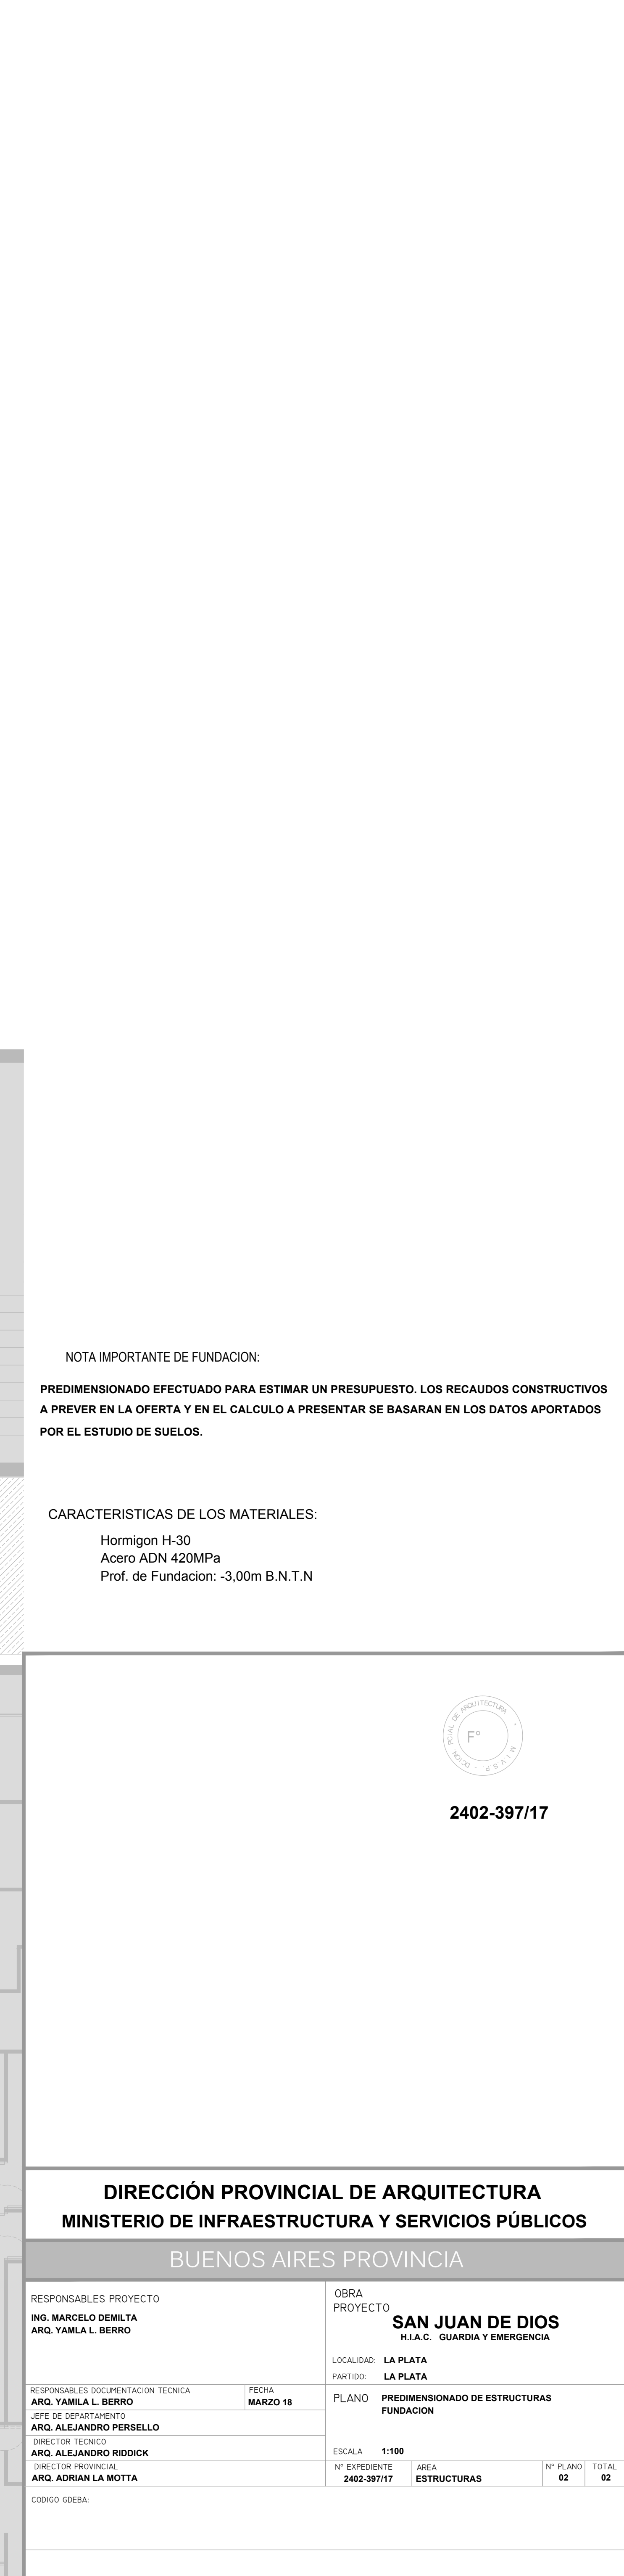 NOTA IMPORTANTE DE FUNDACION:
PREDIMENSIONADO EFECTUADO PARA ESTIMAR UN PRESUPUESTO. LOS RECAUDOS CONSTRUCTIVOS
A PREVER EN LA OFERTA Y EN EL CALCULO A PRESENTAR SE BASARAN EN LOS DATOS APORTADOS
POR EL ESTUDIO DE SUELOS.
CARACTERISTICAS DE LOS MATERIALES:
Hormigon H-30
Acero ADN 420MPa
Prof. de Fundacion: -3,00m B.N.T.N
DCION. PCIAL DE ARQUITECTURA • M I V S P -
F°
2402-397/17
DIRECCIÓN PROVINCIAL DE ARQUITECTURA
MINISTERIO DE INFRAESTRUCTURA Y SERVICIOS PÚBLICOS
BUENOS AIRES PROVINCIA
RESPONSABLES PROYECTO
ING. MARCELO DEMILTA
ARQ. YAMLA L. BERRO
OBRA
PROYECTO
SAN JUAN DE DIOS
H.I.A.C. GUARDIA Y EMERGENCIA
LOCALIDAD: LA PLATA
PARTIDO: LA PLATA
RESPONSABLES DOCUMENTACION TECNICA
ARQ. YAMILA L. BERRO
FECHA
MARZO 18
JEFE DE DEPARTAMENTO
ARQ. ALEJANDRO PERSELLO
DIRECTOR TECNICO
ARQ. ALEJANDRO RIDDICK
DIRECTOR PROVINCIAL
ARQ. ADRIAN LA MOTTA
PLANO PREDIMENSIONADO DE ESTRUCTURAS
FUNDACION
ESCALA 1:100
N° EXPEDIENTE
2402-397/17
AREA
ESTRUCTURAS
N° PLANO
02
TOTAL
02
CODIGO GDEBA: